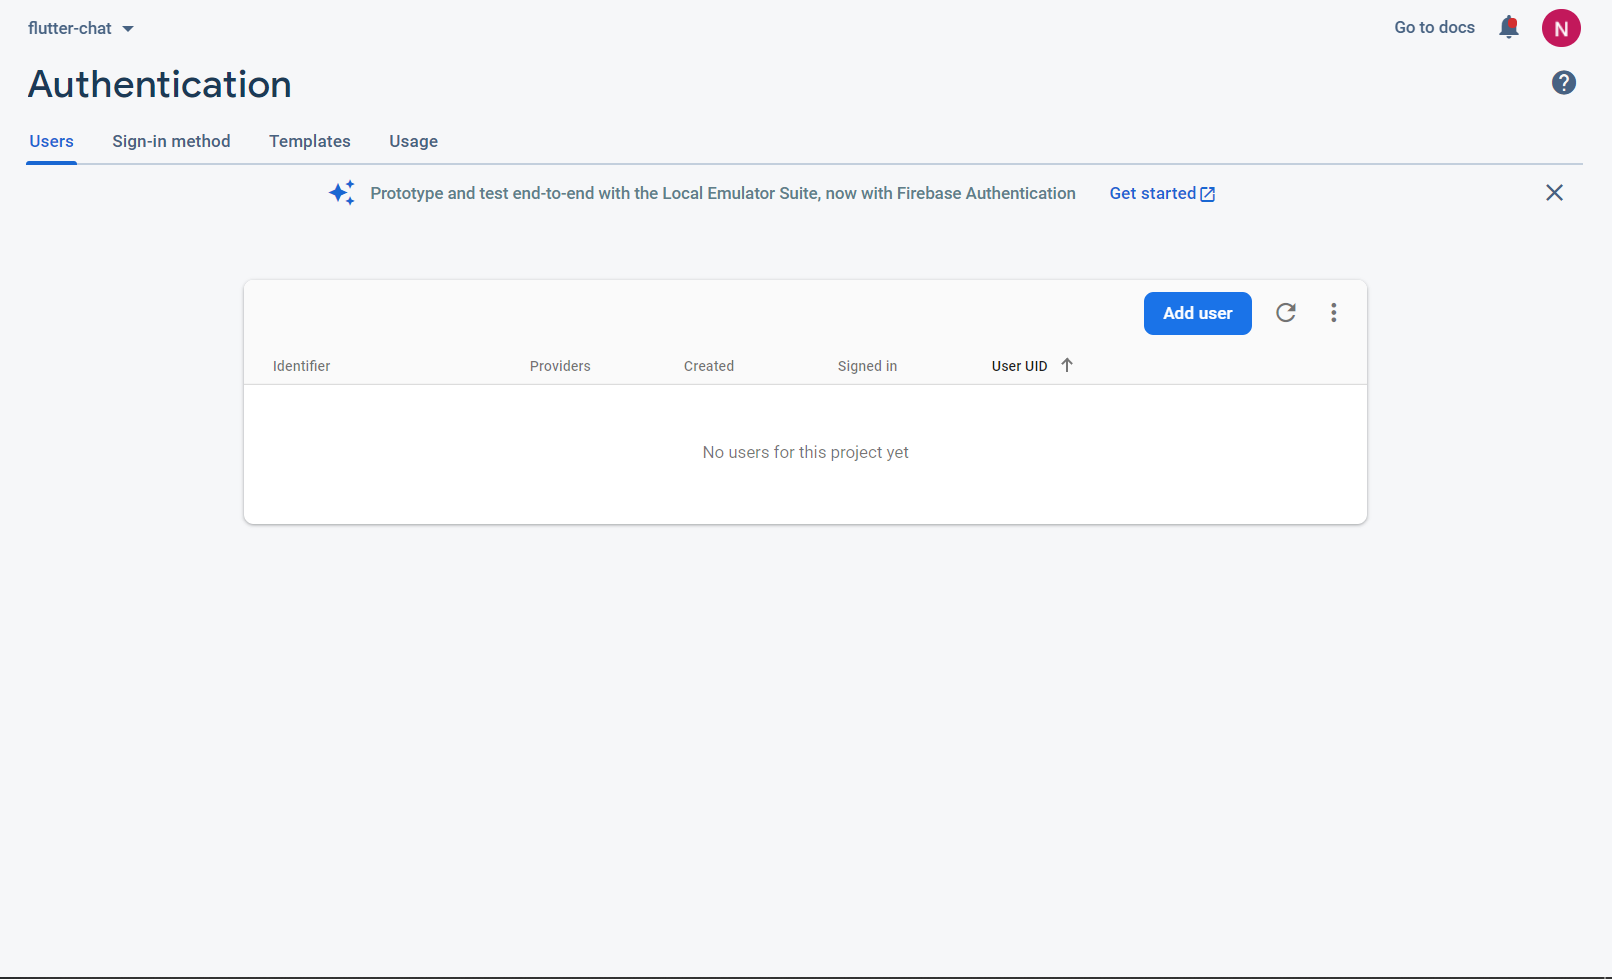 flutter-chat
Go to docs
N
Authentication
Users Sign-in method Templates Usage
Prototype and test end-to-end with the Local Emulator Suite, now with Firebase Authentication Get started
Add user
Identifier Providers Created Signed in User UID
No users for this project yet